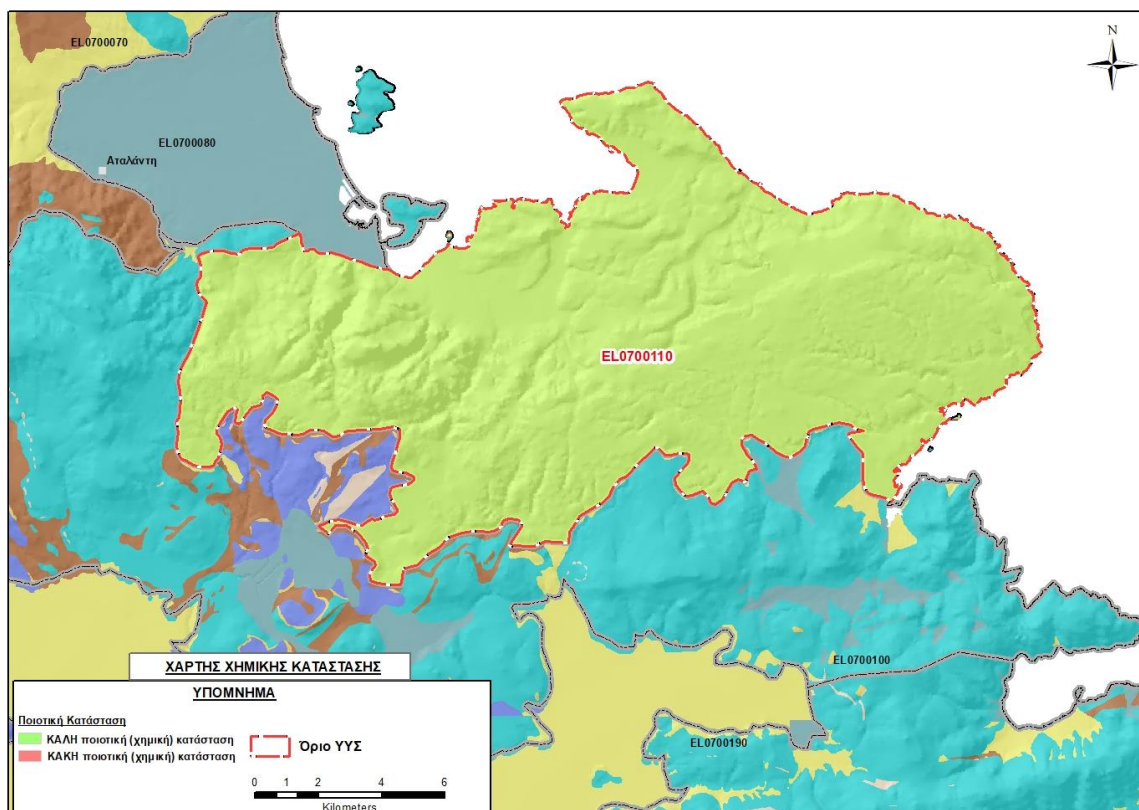 EL0700070
N
EL0700080
Αταλάντη
EL0700110
EL0700100
EL0700190
ΧΑΡΤΗΣ ΧΗΜΙΚΗΣ ΚΑΤΑΣΤΑΣΗΣ
ΥΠΟΜΝΗΜΑ
Ποιοτική Κατάσταση
ΚΑΛΗ ποιοτική (χημική) κατάσταση
ΚΑΚΗ ποιοτική (χημική) κατάσταση
Όριο ΥΥΣ
0 1 2 4 6
Kilometers